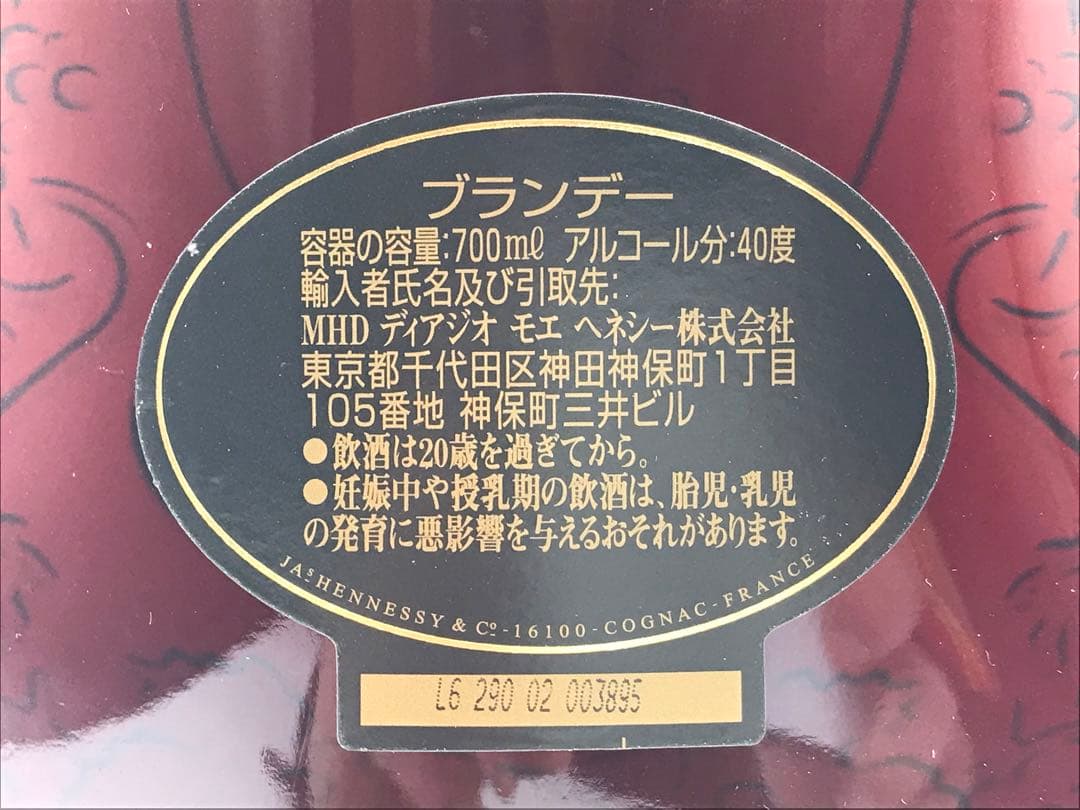 ブランデー
容器の容量:700mℓ アルコール分:40度
輸入者氏名及び引取先:
MHD ディアジオ モエ ヘネシー株式会社
東京都千代田区神田神保町1丁目
105番地 神保町三井ビル
●飲酒は20歳を過ぎてから。
●妊娠中や授乳期の飲酒は、胎児・乳児
の発育に悪影響を与えるおそれがあります。
JAS HENNESSY & Co - 16100 - COGNAC - FRANCE
L6 290 02 003895